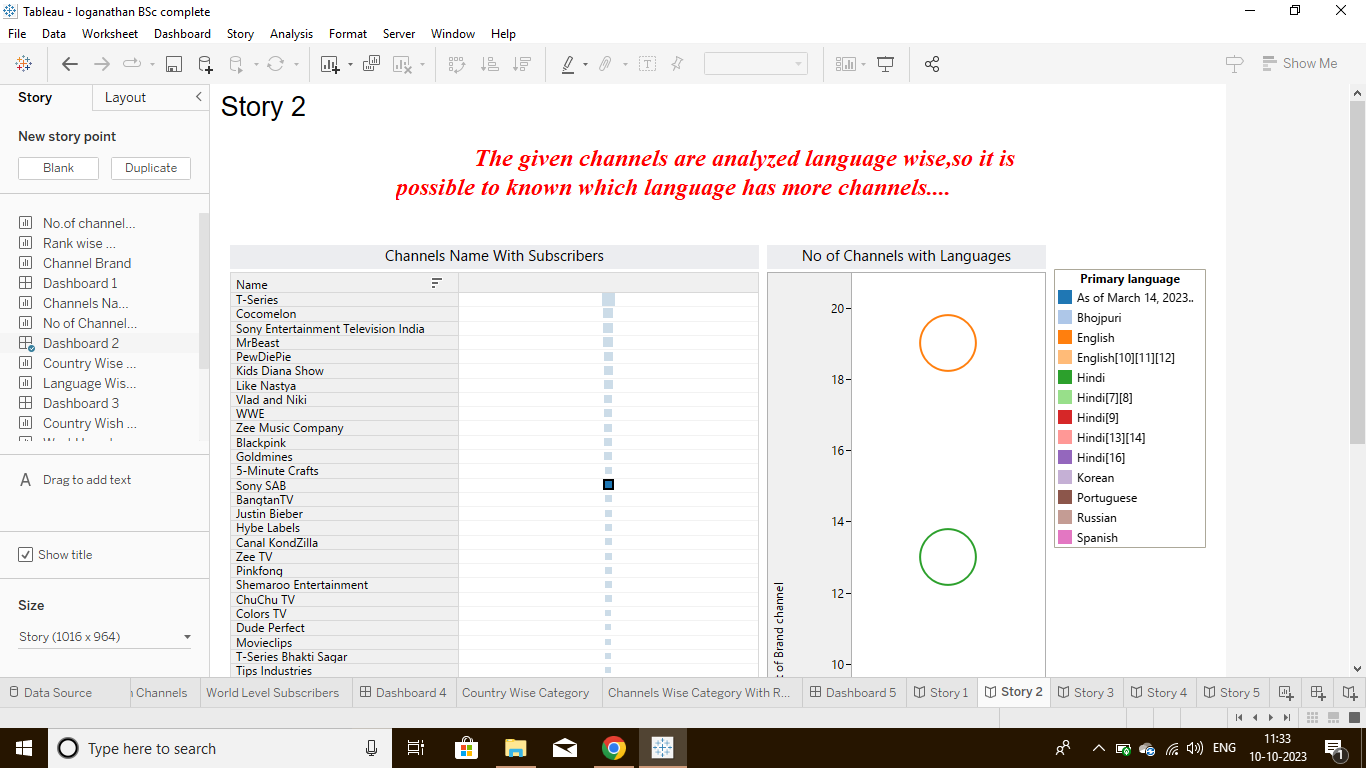 Tableau - loganathan BSc complete
File Data Worksheet Dashboard Story Analysis Format Server Window Help
Show Me
Story Layout
New story point
Blank Duplicate
No.of channel...
Rank wise ...
Channel Brand
Dashboard 1
Channels Na...
No of Channel...
Dashboard 2
Country Wise ...
Language Wis...
Dashboard 3
Country Wish ...
A Drag to add text
Show title
Size
Story (1016 x 964)
Story 2
The given channels are analyzed language wise,so it is
possible to known which language has more channels....
Channels Name With Subscribers
Name
T-Series
Cocomelon
Sony Entertainment Television India
MrBeast
PewDiePie
Kids Diana Show
Like Nastya
Vlad and Niki
WWE
Zee Music Company
Blackpink
Goldmines
5-Minute Crafts
Sony SAB
BangtanTV
Justin Bieber
Hybe Labels
Canal KondZilla
Zee TV
Pinkfong
Shemaroo Entertainment
ChuChu TV
Colors TV
Dude Perfect
Movieclips
T-Series Bhakti Sagar
Tips Industries
No of Channels with Languages
20
18
16
14
12
10
t of Brand channel
Primary language
As of March 14, 2023..
Bhojpuri
English
English[10][11][12]
Hindi
Hindi[7][8]
Hindi[9]
Hindi[13][14]
Hindi[16]
Korean
Portuguese
Russian
Spanish
Data Source Channels World Level Subscribers Dashboard 4 Country Wise Category Channels Wise Category With R... Dashboard 5 Story 1 Story 2 Story 3 Story 4 Story 5
Type here to search
ENG
11:33
10-10-2023
1